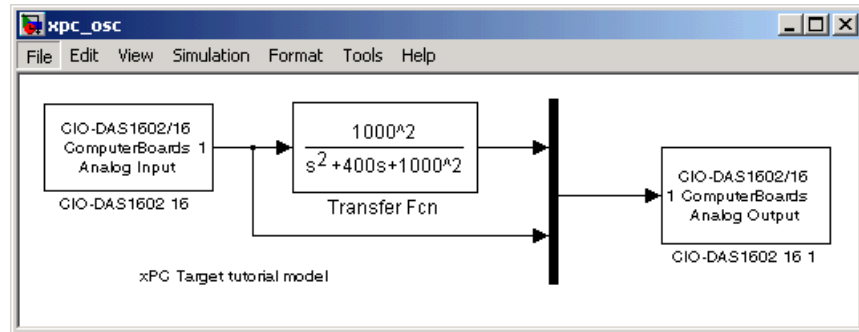 xpc_osc
File Edit View Simulation Format Tools Help
CIO-DAS1602/16
ComputerBoards 1
Analog Input
CIO-DAS1602 16
1000^2
s2+400s+1000^2
Transfer Fcn
CIO-DAS1602/16
1 ComputerBoards
Analog Output
CIO-DAS1602 16 1
xPC Target tutorial model